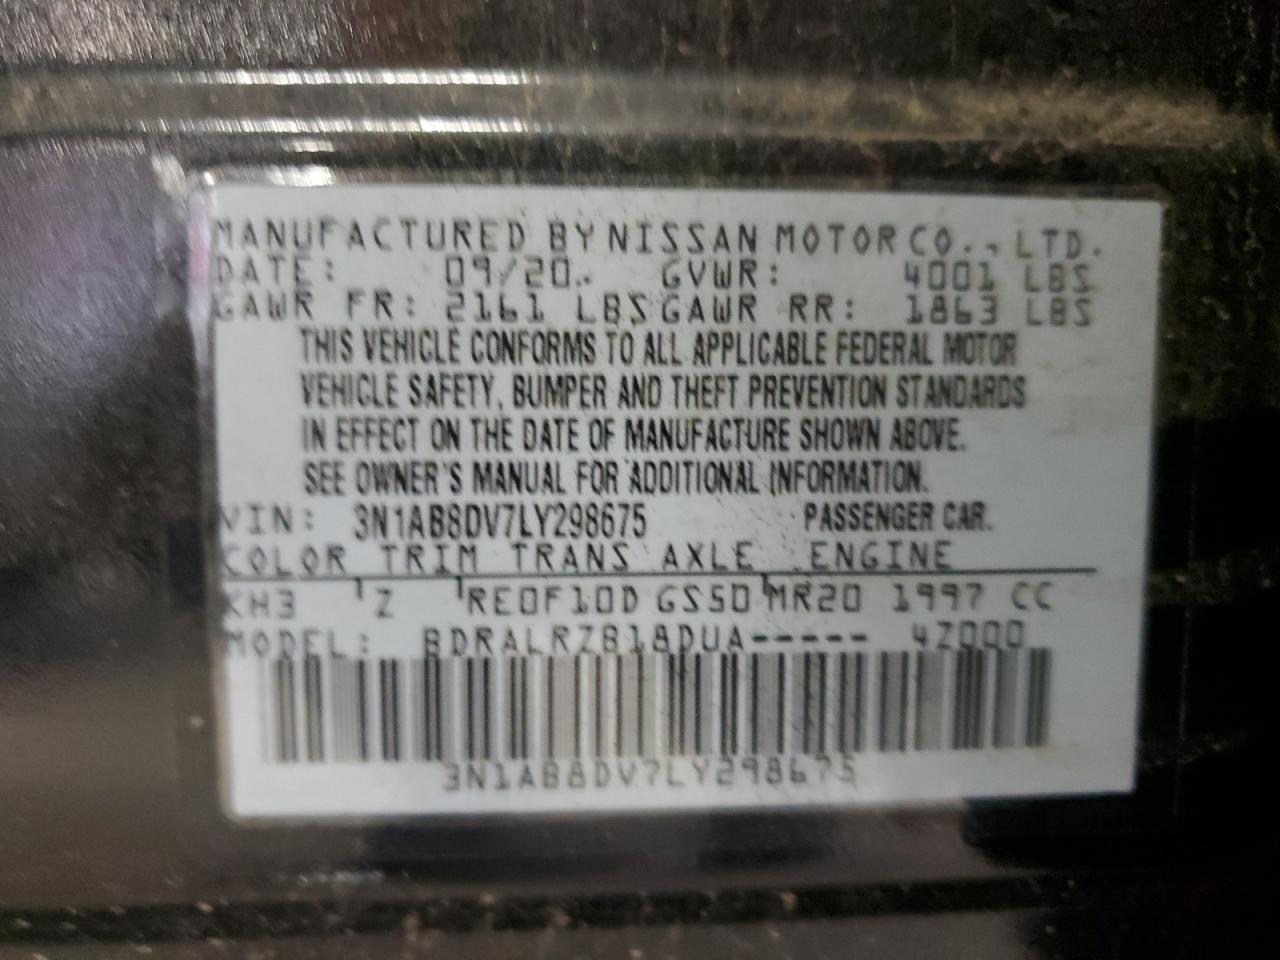 MANUFACTURED BY NISSAN MOTOR CO., LTD.
DATE: 09/20. GVWR: 4001 LBS
GAWR FR: 2161 LBS GAWR RR: 1863 LBS
THIS VEHICLE CONFORMS TO ALL APPLICABLE FEDERAL MOTOR
VEHICLE SAFETY, BUMPER AND THEFT PREVENTION STANDARDS
IN EFFECT ON THE DATE OF MANUFACTURE SHOWN ABOVE.
SEE OWNER'S MANUAL FOR ADDITIONAL INFORMATION.
VIN: 3N1AB8DV7LY298675 PASSENGER CAR.
COLOR TRIM TRANS AXLE ENGINE
KH3 Z RE0F10D GS5D MR20 1997 CC
MODEL: BDRALRZB18DUA----- 4Z000
3N1AB8DV7LY298675